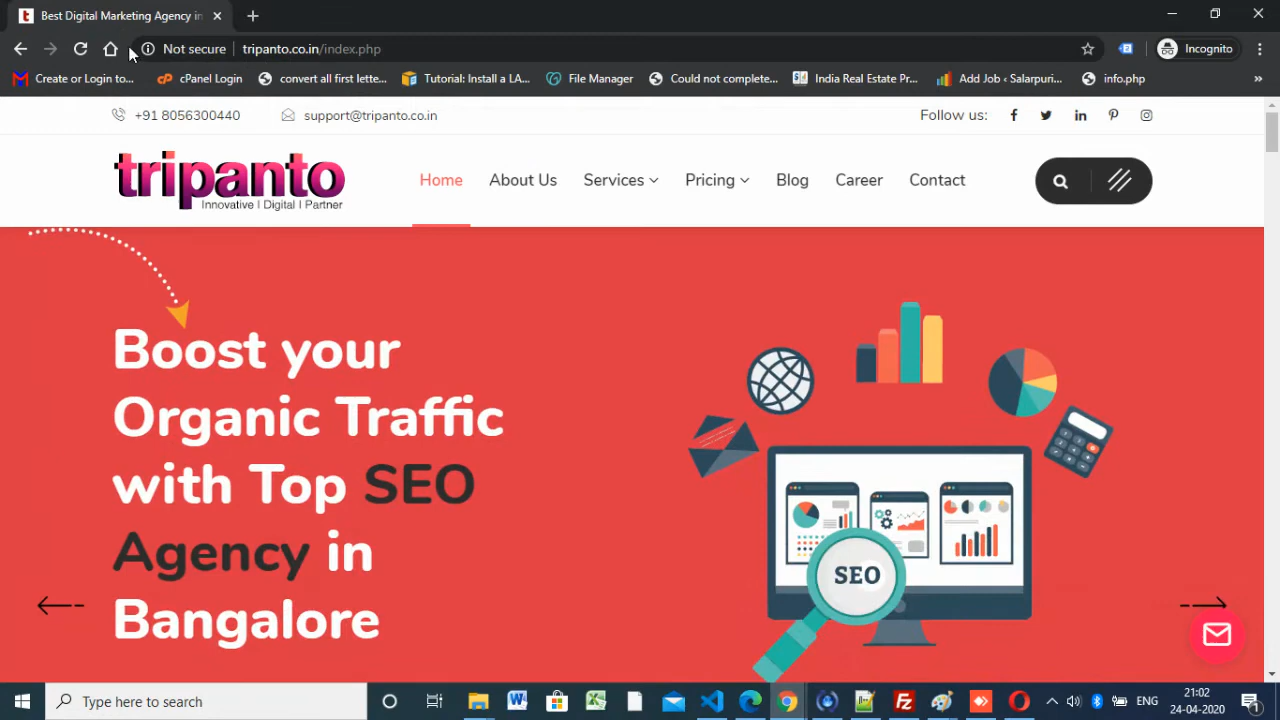 Best Digital Marketing Agency in
Not secure
tripanto.co.in/index.php
Incognito
Create or Login to...
cPanel Login
convert all first lette...
Tutorial: Install a LA...
File Manager
Could not complete...
India Real Estate Pr...
Add Job ‹ Salarpuri...
info.php
+91 8056300440
support@tripanto.co.in
Follow us:
tripanto
Innovative I Digital I Partner
Home
About Us
Services
Pricing
Blog
Career
Contact
Boost your
Organic Traffic
with Top SEO
Agency in
Bangalore
SEO
Type here to search
ENG
21:02
24-04-2020
1